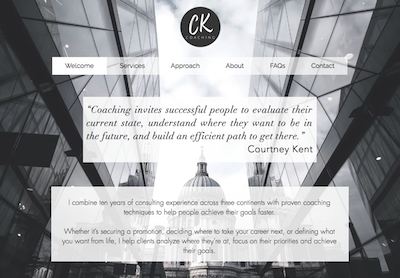 CK
COACHING
Welcome Services Approach About FAQs Contact
“Coaching invites successful people to evaluate their
current state, understand where they want to be in
the future, and build an efficient path to get there.”
Courtney Kent
I combine ten years of consulting experience across three continents with proven coaching
techniques to help people achieve their goals faster.
Whether it's securing a promotion, deciding where to take your career next, or defining what
you want from life, I help clients analyze where they're at, focus on their priorities and achieve
their goals.